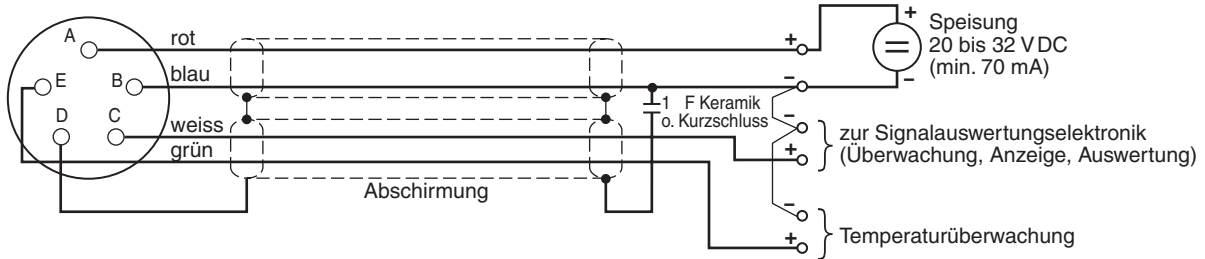 A
rot
+
+
Speisung
20 bis 32 V DC
(min. 70 mA)
E
B
blau
–
–
D
C
weiss
1 F Keramik
o. Kurzschluss
–
+
zur Signalauswertungselektronik
(Überwachung, Anzeige, Auswertung)
grün
Abschirmung
–
+
Temperaturüberwachung